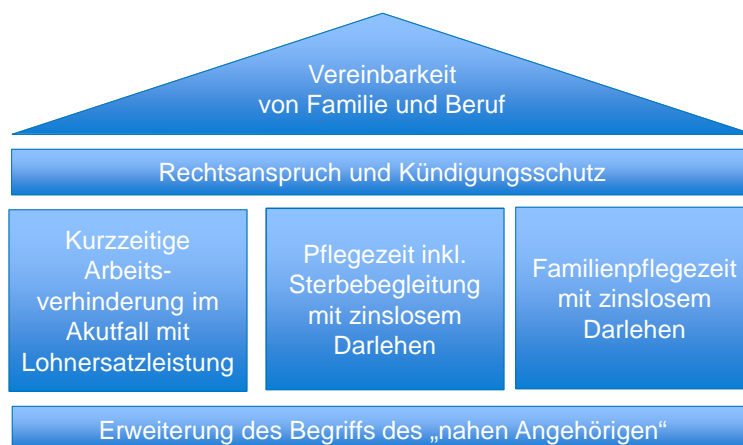 Vereinbarkeit
von Familie und Beruf
Rechtsanspruch und Kündigungsschutz
Kurzzeitige
Arbeits-
verhinderung im
Akutfall mit
Lohnersatzleistung
Pflegezeit inkl.
Sterbebegleitung
mit zinslosem
Darlehen
Familienpflegezeit
mit zinslosem
Darlehen
Erweiterung des Begriffs des „nahen Angehörigen“